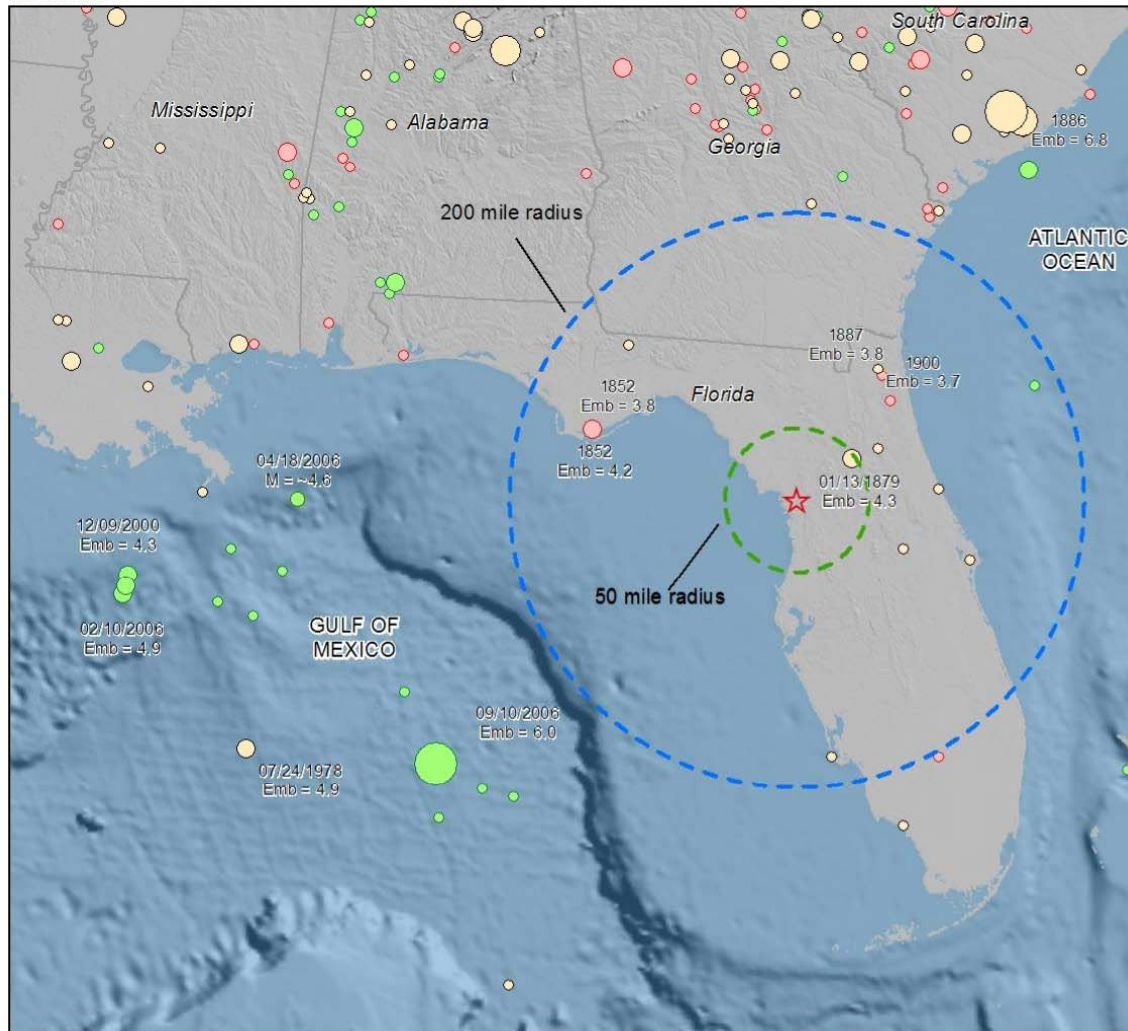 South Carolina
Mississippi
Alabama
Georgia
1886
Emb = 6.8
200 mile radius
ATLANTIC
OCEAN
1887
Emb = 3.8
1900
Emb = 3.7
1852
Emb = 3.8
Florida
1852
Emb = 4.2
04/18/2006
M = ~4.6
01/13/1879
Emb = 4.3
12/09/2000
Emb = 4.3
50 mile radius
02/10/2006
Emb = 4.9
GULF OF
MEXICO
09/10/2006
Emb = 6.0
07/24/1978
Emb = 4.9